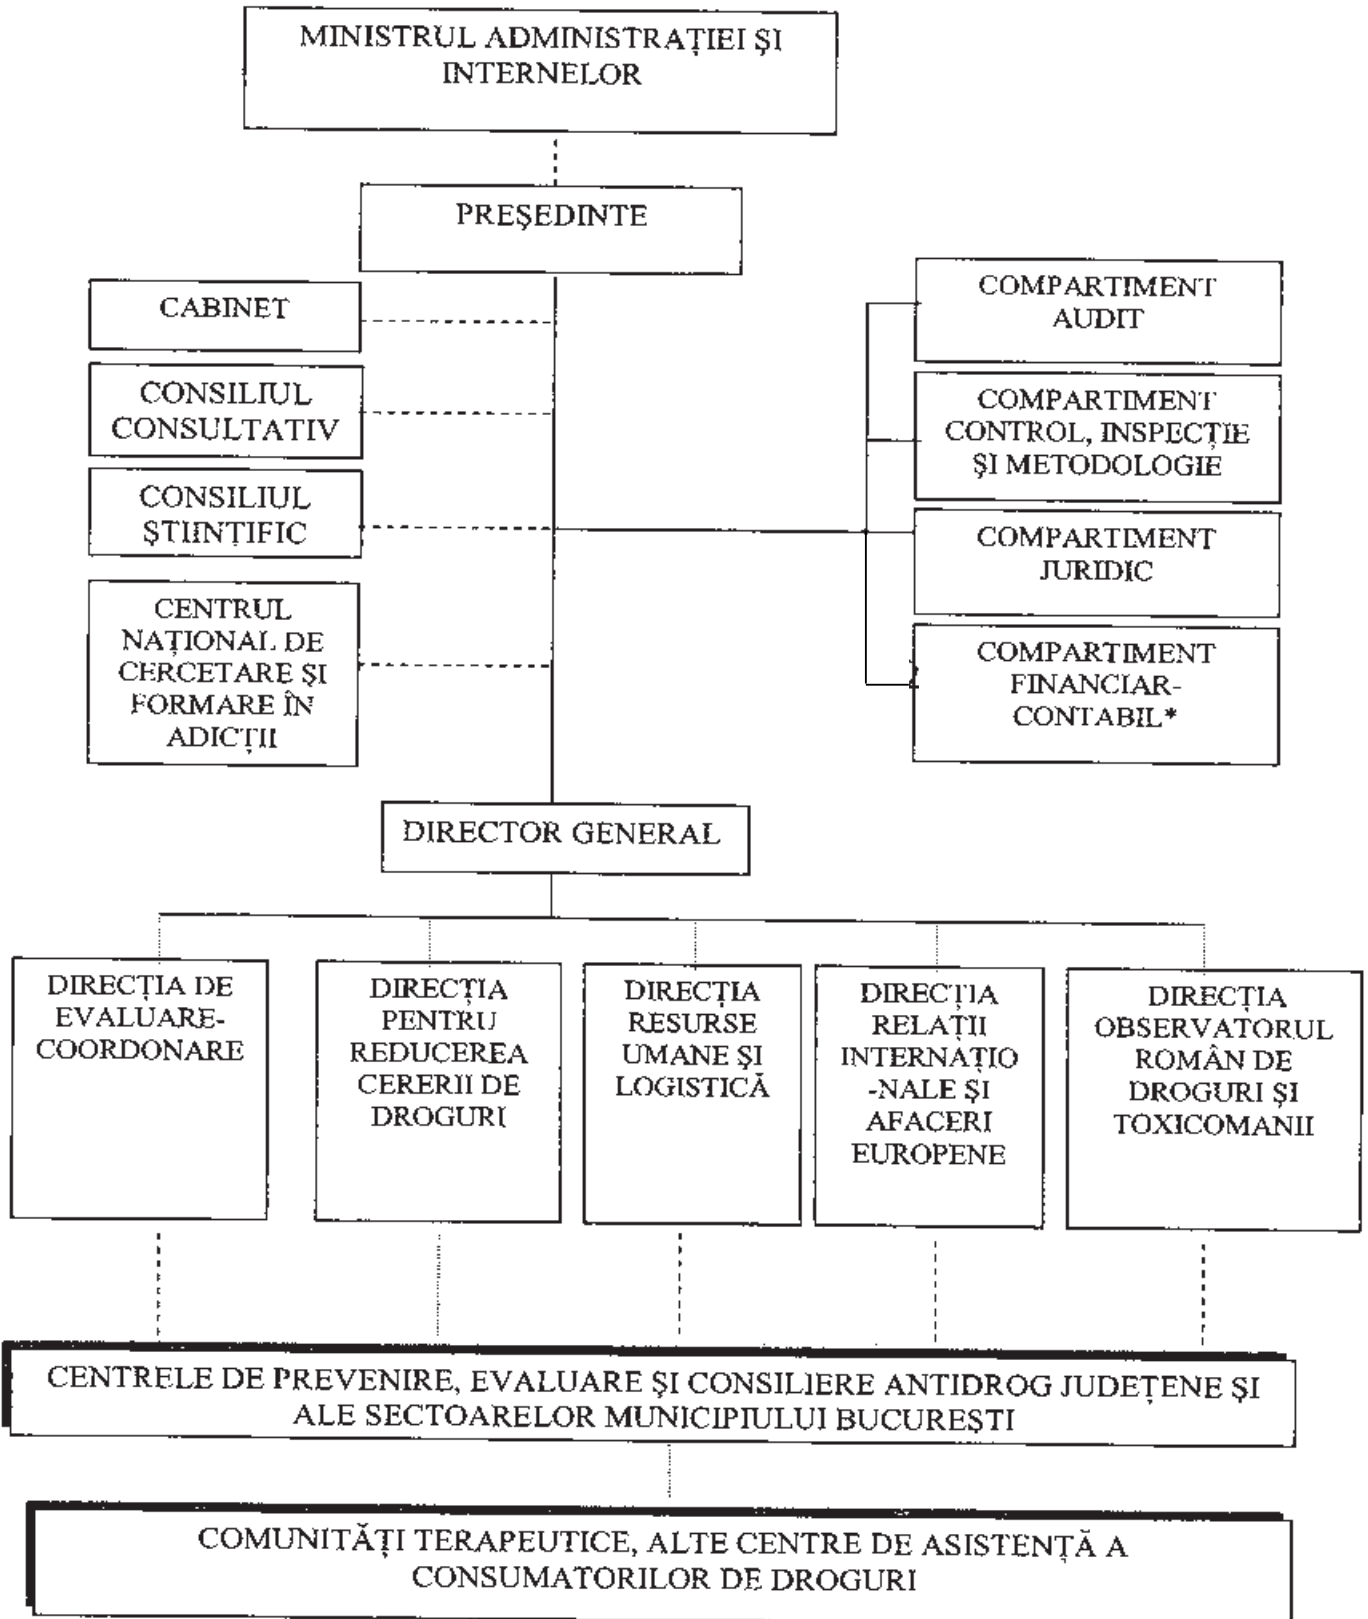 MINISTRUL ADMINISTRAȚIEI ȘI
INTERNELOR
PREȘEDINTE
CABINET
CONSILIUL
CONSULTATIV
CONSILIUL
ȘTIINȚIFIC
CENTRUL
NAȚIONAL DE
CERCETARE ȘI
FORMARE ÎN
ADICȚII
COMPARTIMENT
AUDIT
COMPARTIMENT
CONTROL, INSPECȚIE
ȘI METODOLOGIE
COMPARTIMENT
JURIDIC
COMPARTIMENT
FINANCIAR-
CONTABIL*
DIRECTOR GENERAL
DIRECȚIA DE
EVALUARE-
COORDONARE
DIRECȚIA
PENTRU
REDUCEREA
CERERII DE
DROGURI
DIRECȚIA
RESURSE
UMANE ȘI
LOGISTICĂ
DIRECȚIA
RELAȚII
INTERNAȚIO
-NALE ȘI
AFACERI
EUROPENE
DIRECȚIA
OBSERVATORUL
ROMÂN DE
DROGURI ȘI
TOXICOMANII
CENTRELE DE PREVENIRE, EVALUARE ȘI CONSILIERE ANTIDROG JUDEȚENE ȘI
ALE SECTOARELOR MUNICIPIULUI BUCUREȘTI
COMUNITĂȚI TERAPEUTICE, ALTE CENTRE DE ASISTENȚĂ A
CONSUMATORILOR DE DROGURI